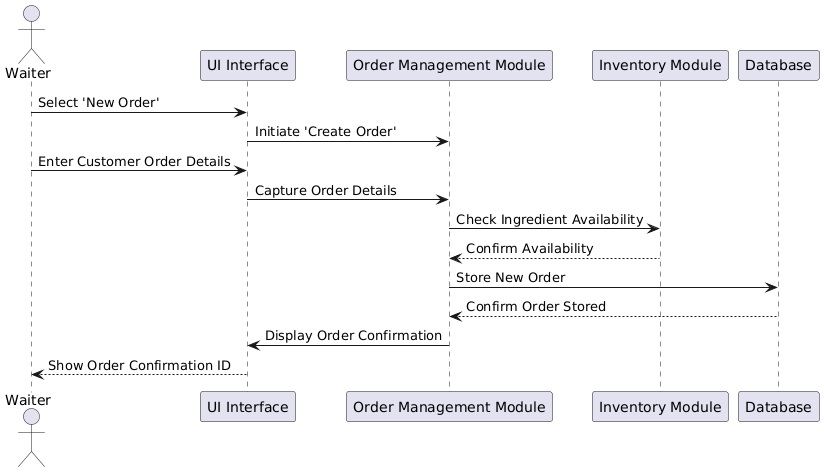 Waiter
UI Interface
Order Management Module
Inventory Module
Database
Select 'New Order'
Initiate 'Create Order'
Enter Customer Order Details
Capture Order Details
Check Ingredient Availability
Confirm Availability
Store New Order
Confirm Order Stored
Display Order Confirmation
Show Order Confirmation ID
Waiter
UI Interface
Order Management Module
Inventory Module
Database